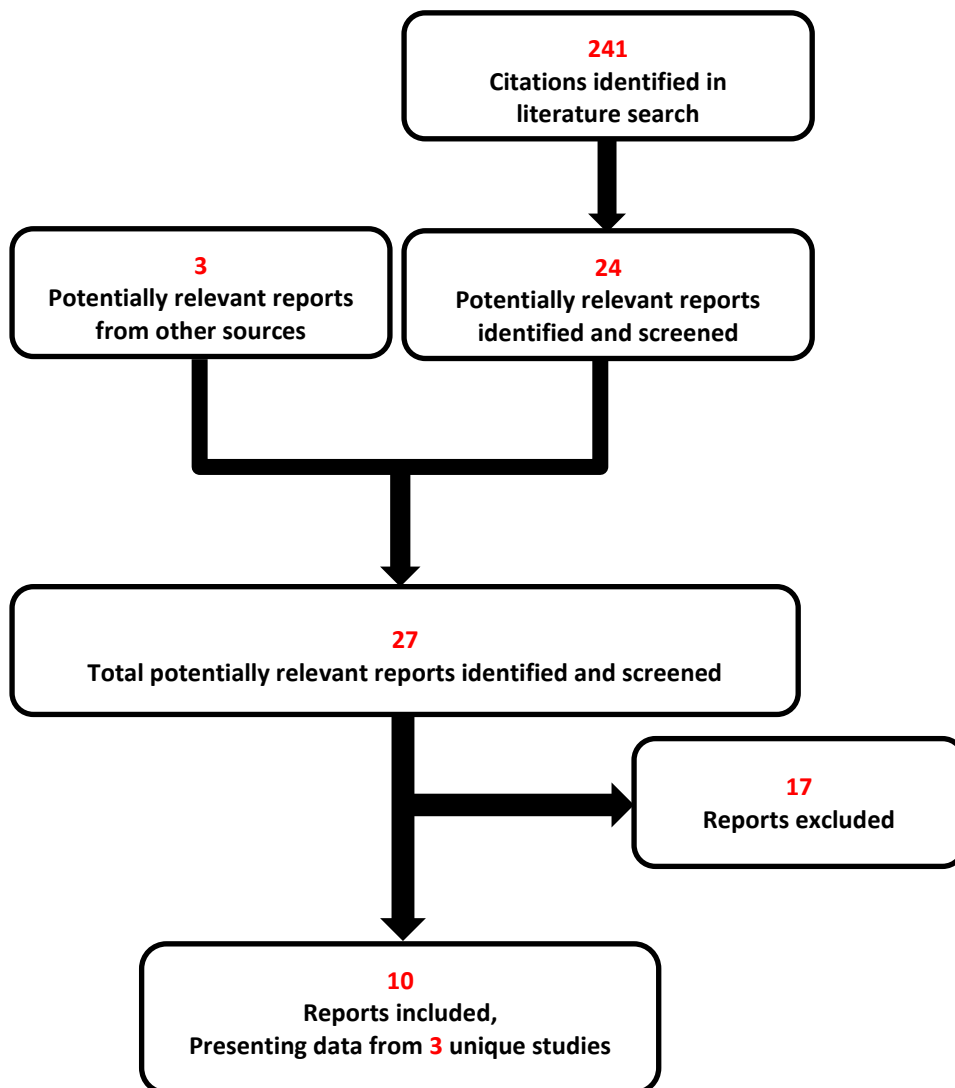 241
Citations identified in
literature search
3
Potentially relevant reports
from other sources
24
Potentially relevant reports
identified and screened
27
Total potentially relevant reports identified and screened
17
Reports excluded
10
Reports included,
Presenting data from 3 unique studies